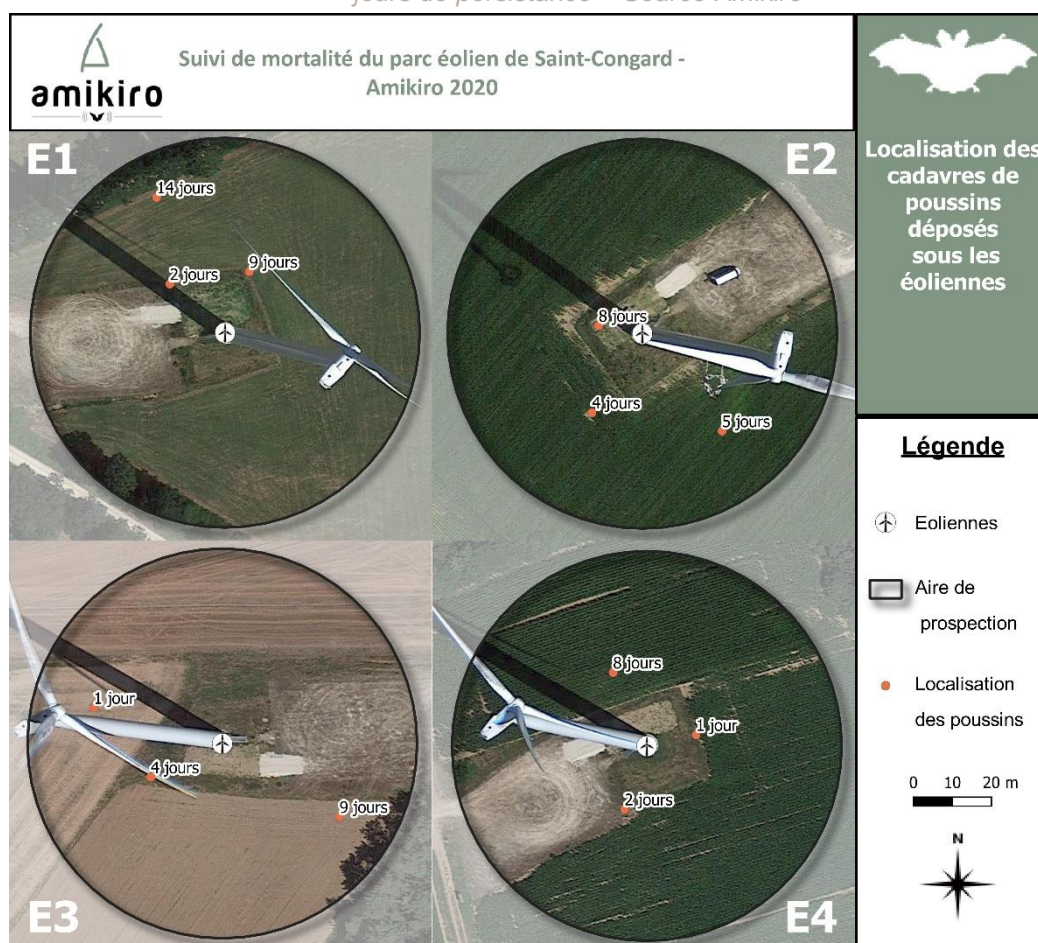 jours de persistance - Source Amikiro
amikiro
Suivi de mortalité du parc éolien de Saint-Congard -
Amikiro 2020
Localisation des
cadavres de
poussins
déposés
sous les
éoliennes
E1
14 jours
2 jours
9 jours
E2
8 jours
4 jours
5 jours
E3
1 jour
4 jours
9 jours
E4
8 jours
1 jour
2 jours
Légende
Eoliennes
Aire de
prospection
Localisation
des poussins
0 10 20 m
N